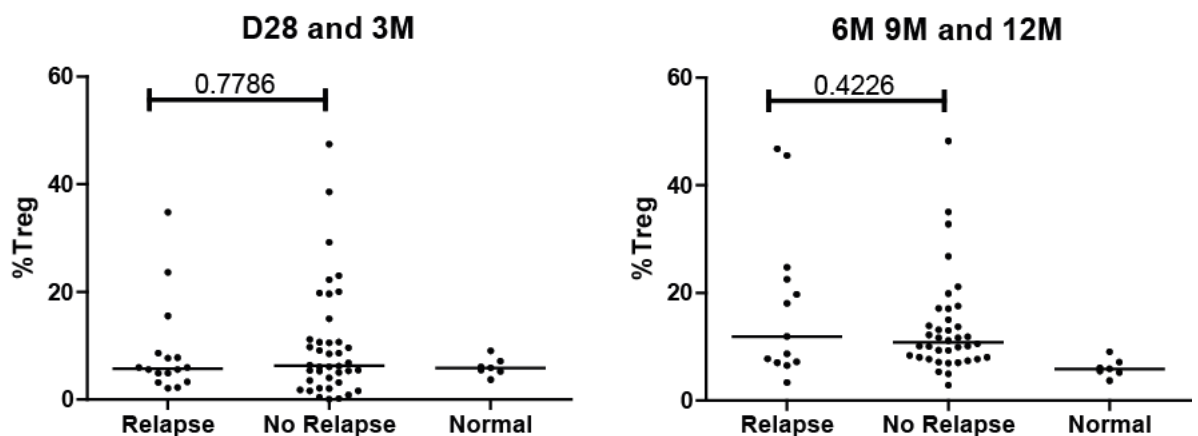 D28 and 3M
%Treg
60
40
20
0
0.7786
Relapse No Relapse Normal
6M 9M and 12M
%Treg
60
40
20
0
0.4226
Relapse No Relapse Normal